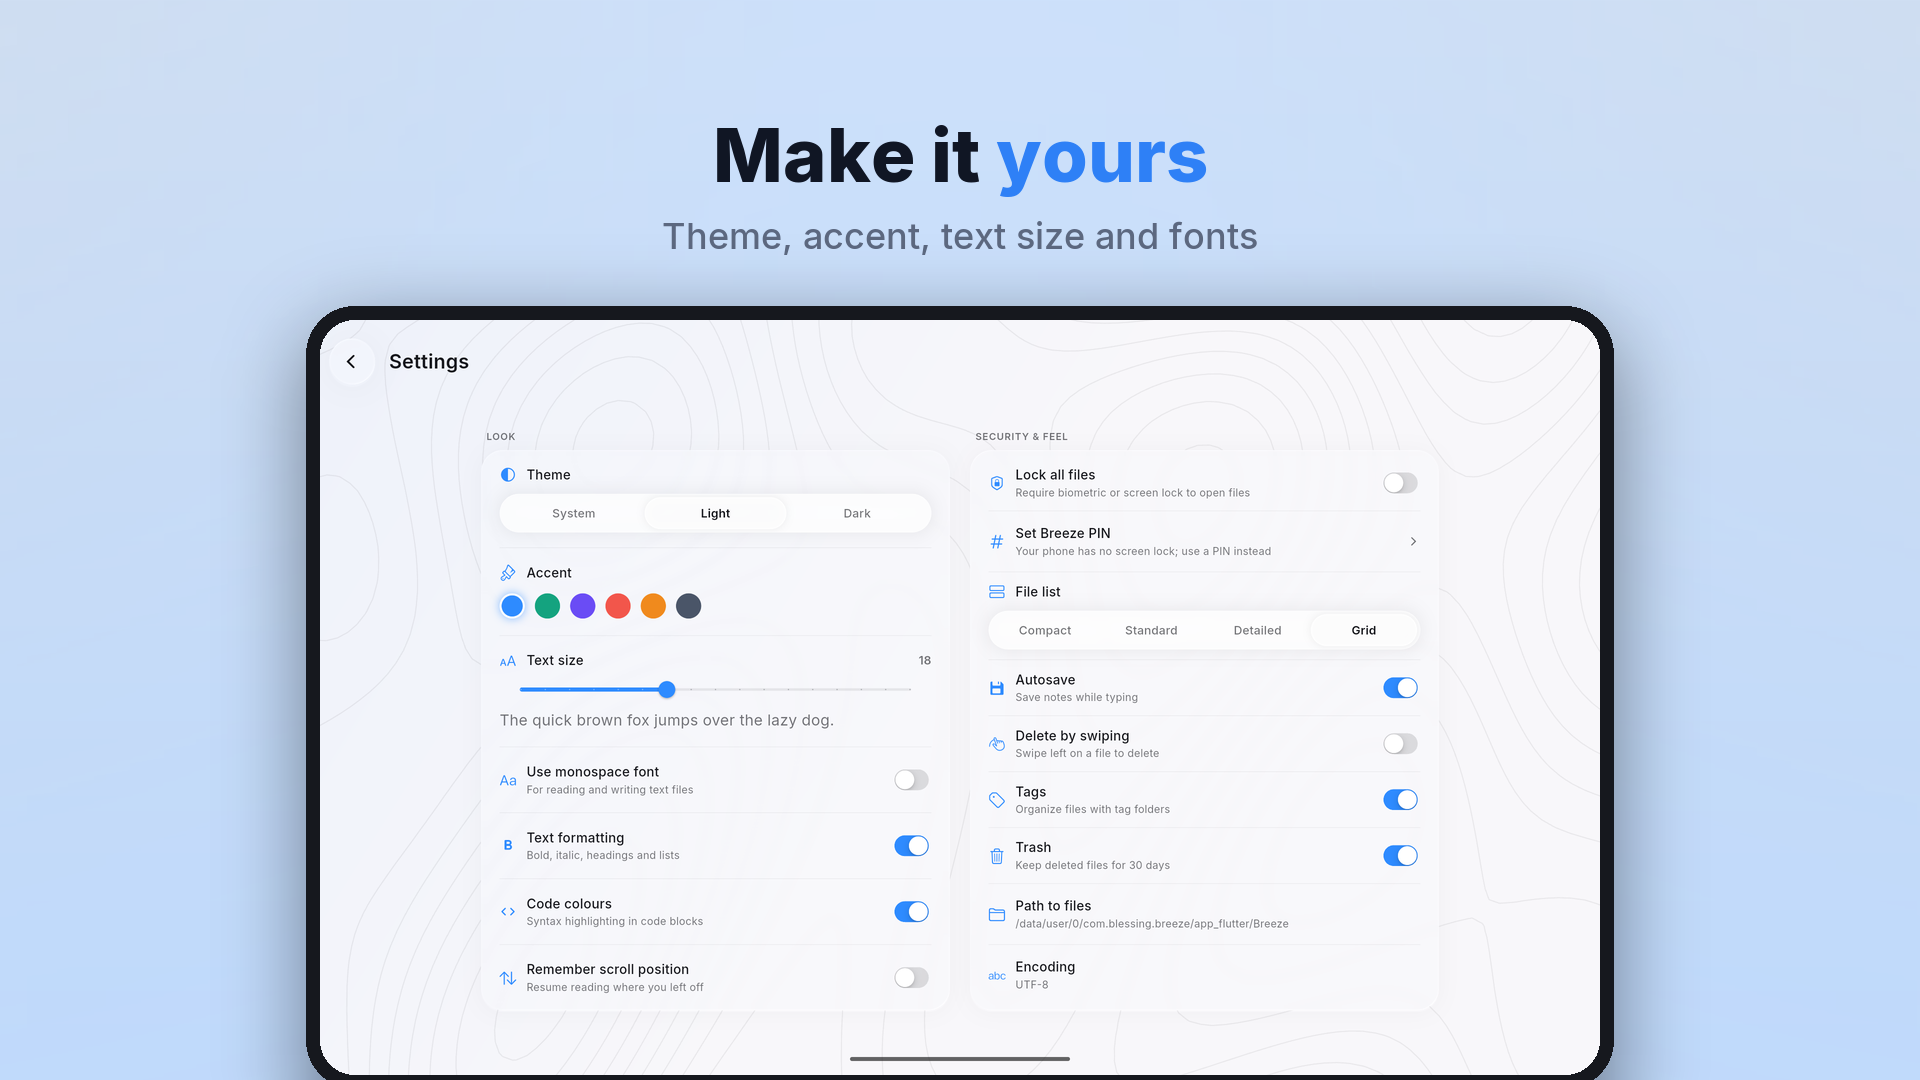 Make it yours
Theme, accent, text size and fonts
Settings
LOOK
Theme
System Light Dark
Accent
AA Text size 18
The quick brown fox jumps over the lazy dog.
Aa Use monospace font
For reading and writing text files
B Text formatting
Bold, italic, headings and lists
Code colours
Syntax highlighting in code blocks
Remember scroll position
Resume reading where you left off
SECURITY & FEEL
Lock all files
Require biometric or screen lock to open files
# Set Breeze PIN
Your phone has no screen lock; use a PIN instead
File list
Compact Standard Detailed Grid
Autosave
Save notes while typing
Delete by swiping
Swipe left on a file to delete
Tags
Organize files with tag folders
Trash
Keep deleted files for 30 days
Path to files
/data/user/0/com.blessing.breeze/app_flutter/Breeze
abc Encoding
UTF-8